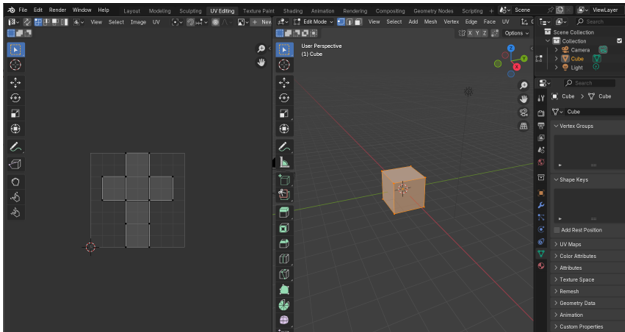 File Edit Render Window Help Layout Modeling Sculpting UV Editing Texture Paint Shading Animation Rendering Compositing Geometry Nodes Scripting + Scene ViewLayer
View Select Image UV New Edit Mode View Select Add Mesh Vertex Edge Face UV Search
X Y Z Options
User Perspective
(1) Cube
Scene Collection
Collection
Camera
Cube
Light
Search
Cube > Cube
Cube
Vertex Groups
Shape Keys
Add Rest Position
UV Maps
Color Attributes
Attributes
Texture Space
Remesh
Geometry Data
Animation
Custom Properties